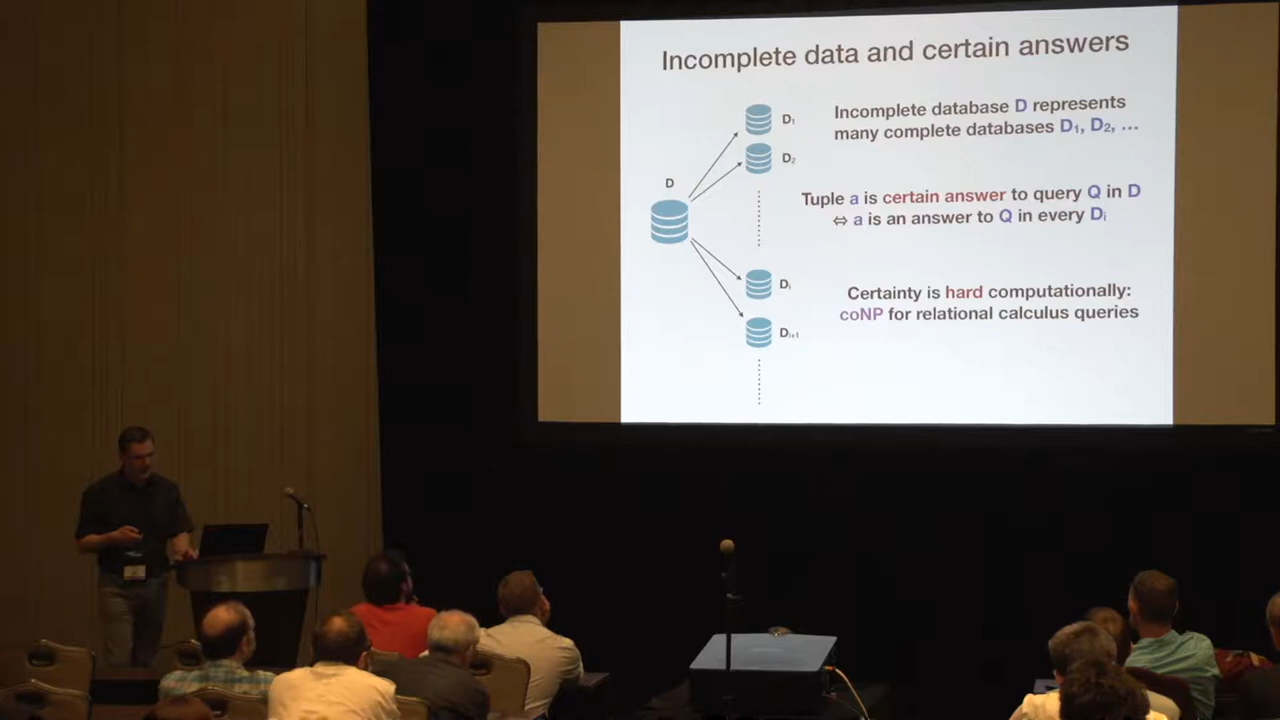 Incomplete data and certain answers
D
D₁
D₂
Dᵢ
Dᵢ₊₁
Incomplete database D represents
many complete databases D₁, D₂, ...
Tuple a is certain answer to query Q in D
⇔ a is an answer to Q in every Dᵢ
Certainty is hard computationally:
coNP for relational calculus queries